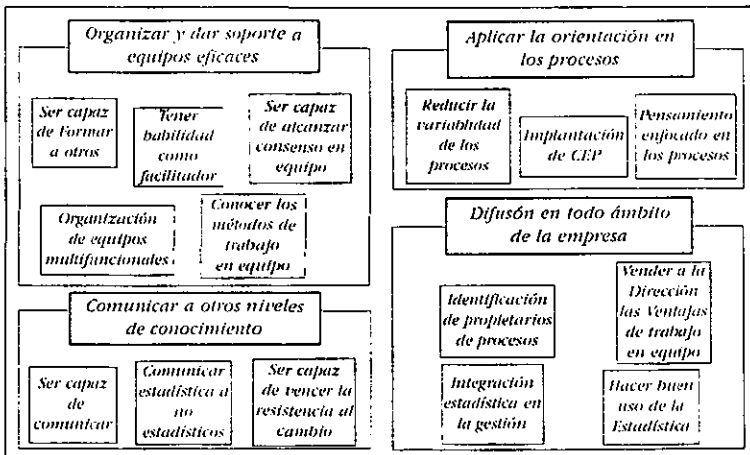 Organizar y dar soporte a
equipos eficaces
Ser capaz
de Formar
a otros
Tener
habilidad
como
facilitador
Ser capaz
de alcanzar
consenso en
equipo
Organización
de equipos
multifuncionales
Conocer los
métodos de
trabajo
en equipo
Comunicar a otros niveles
de conocimiento
Ser capaz
de
comunicar
Comunicar
estadística a
no
estadísticos
Ser capaz
de vencer la
resistencia al
cambio
Aplicar la orientación en
los procesos
Reducir la
variabilidad
de los
procesos
Implantación
de CEP
Pensamiento
enfocado en
los procesos
Difusón en todo ámbito
de la empresa
Identificación
de propietarios
de procesos
Vender a la
Dirección
las Ventajas
de trabajo
en equipo
Integración
estadística en
la gestión
Hacer buen
uso de la
Estadística